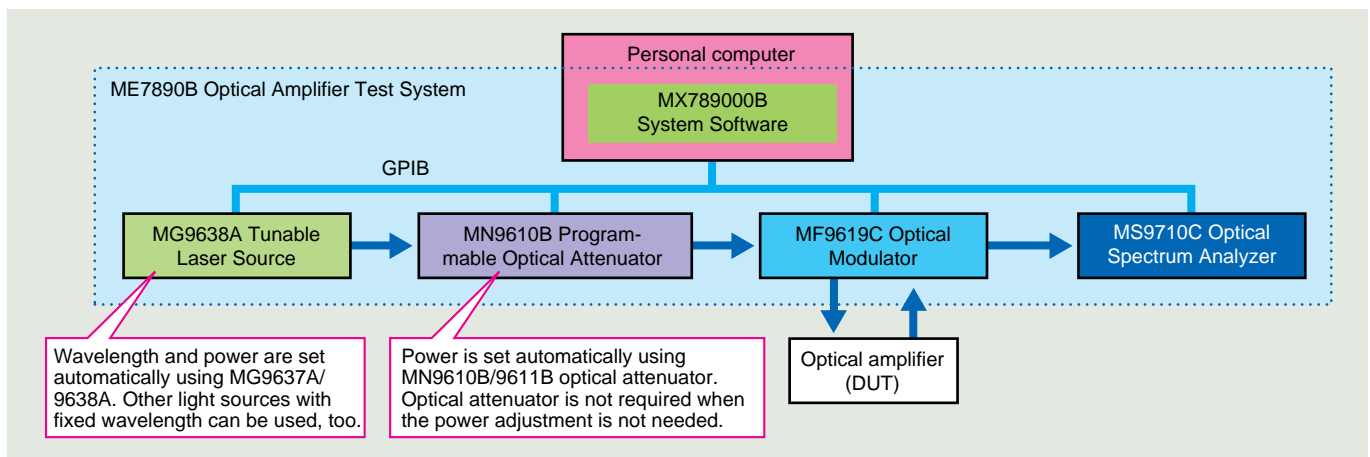 Personal computer
ME7890B Optical Amplifier Test System
MX789000B
System Software
GPIB
MG9638A Tunable
Laser Source
MN9610B Program-
mable Optical Attenuator
MF9619C Optical
Modulator
MS9710C Optical
Spectrum Analyzer
Wavelength and power are set
automatically using MG9637A/
9638A. Other light sources with
fixed wavelength can be used, too.
Power is set automatically using
MN9610B/9611B optical attenuator.
Optical attenuator is not required when
the power adjustment is not needed.
Optical amplifier
(DUT)